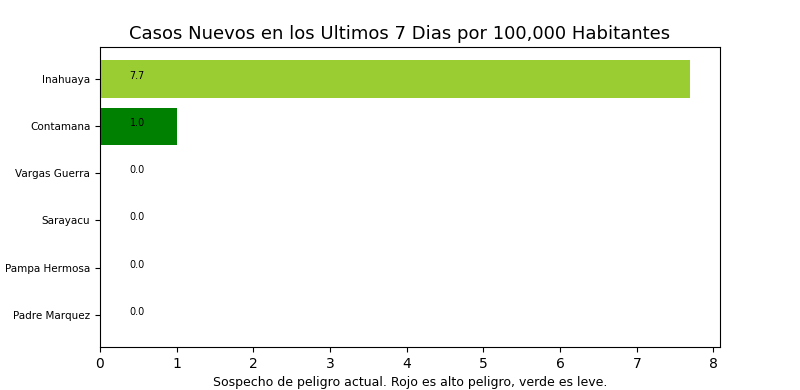 Casos Nuevos en los Ultimos 7 Dias por 100,000 Habitantes
Inahuaya 7.7
Contamana 1.0
Vargas Guerra 0.0
Sarayacu 0.0
Pampa Hermosa 0.0
Padre Marquez 0.0
0 1 2 3 4 5 6 7 8
Sospecho de peligro actual. Rojo es alto peligro, verde es leve.